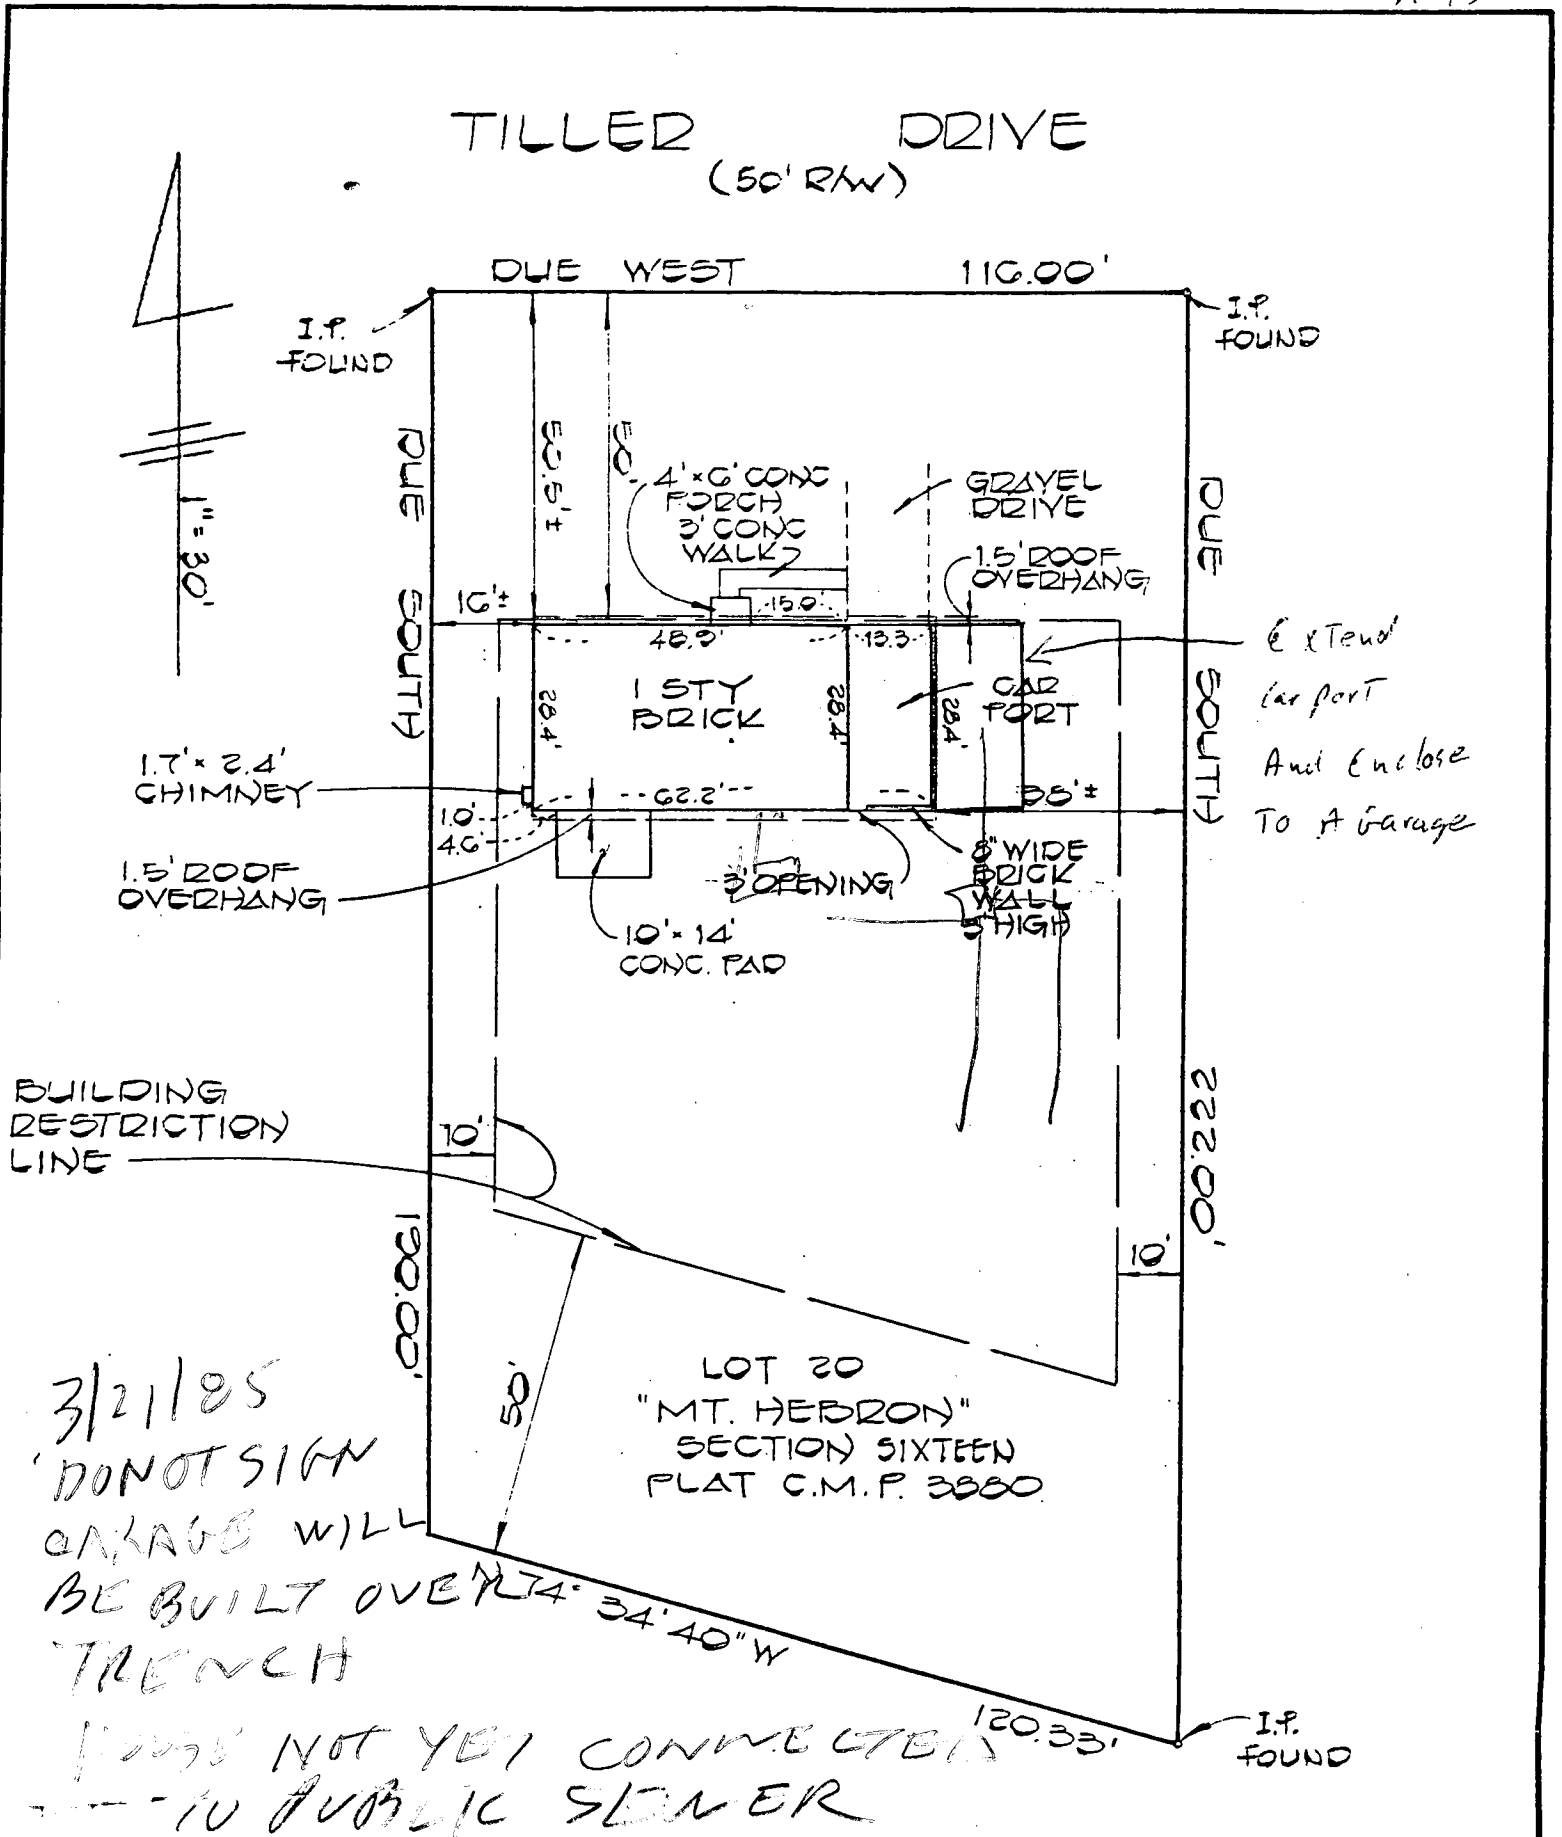 TILLER DRIVE
(50' R/W)
DUE WEST 116.00'
I.P.
FOUND
I.P.
FOUND
1" = 30'
DUE SOUTH
190.00'
DUE SOUTH
222.00'
50.5'±
50'
4' x 6' CONC
PORCH
3' CONC
WALK
GRAVEL
DRIVE
1.5' ROOF
OVERHANG
16'±
15.0'
48.9'
13.3
1 STY
BRICK
28.4'
28.4'
28.4'
CAR
PORT
Extend
Carport
And Enclose
To A Garage
1.7' x 2.4'
CHIMNEY
62.2'
38'±
1.0'
4.6'
1.5' ROOF
OVERHANG
3' OPENING
8" WIDE
BRICK
WALL
5' HIGH
10' x 14'
CONC. PAD
BUILDING
RESTRICTION
LINE
10'
10'
50'
LOT 20
"MT. HEBRON"
SECTION SIXTEEN
PLAT C.M.P. 3880
3/21/85
DO NOT SIGN
GARAGE WILL
BE BUILT OVER
TRENCH
HOUSE NOT YET CONNECTED
TO PUBLIC SEWER
N 74° 34' 40" W
120.33'
I.P.
FOUND